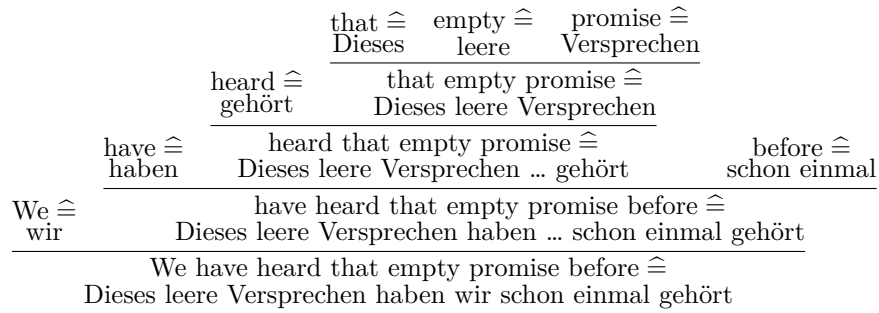 that ≙ empty ≙ promise ≙
Dieses leere Versprechen
heard ≙ that empty promise ≙
gehört Dieses leere Versprechen
have ≙ heard that empty promise ≙ before ≙
haben Dieses leere Versprechen … gehört schon einmal
We ≙ have heard that empty promise before ≙
wir Dieses leere Versprechen haben … schon einmal gehört
We have heard that empty promise before ≙
Dieses leere Versprechen haben wir schon einmal gehört